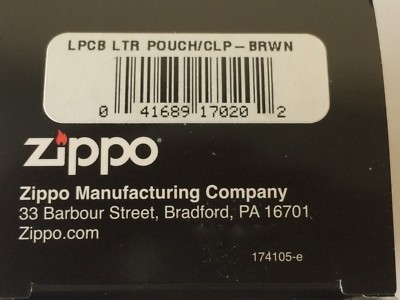 LPCB LTR POUCH/CLP-BRWN
0 41689 17020 2
zippo
Zippo Manufacturing Company
33 Barbour Street, Bradford, PA 16701
Zippo.com
174105-e